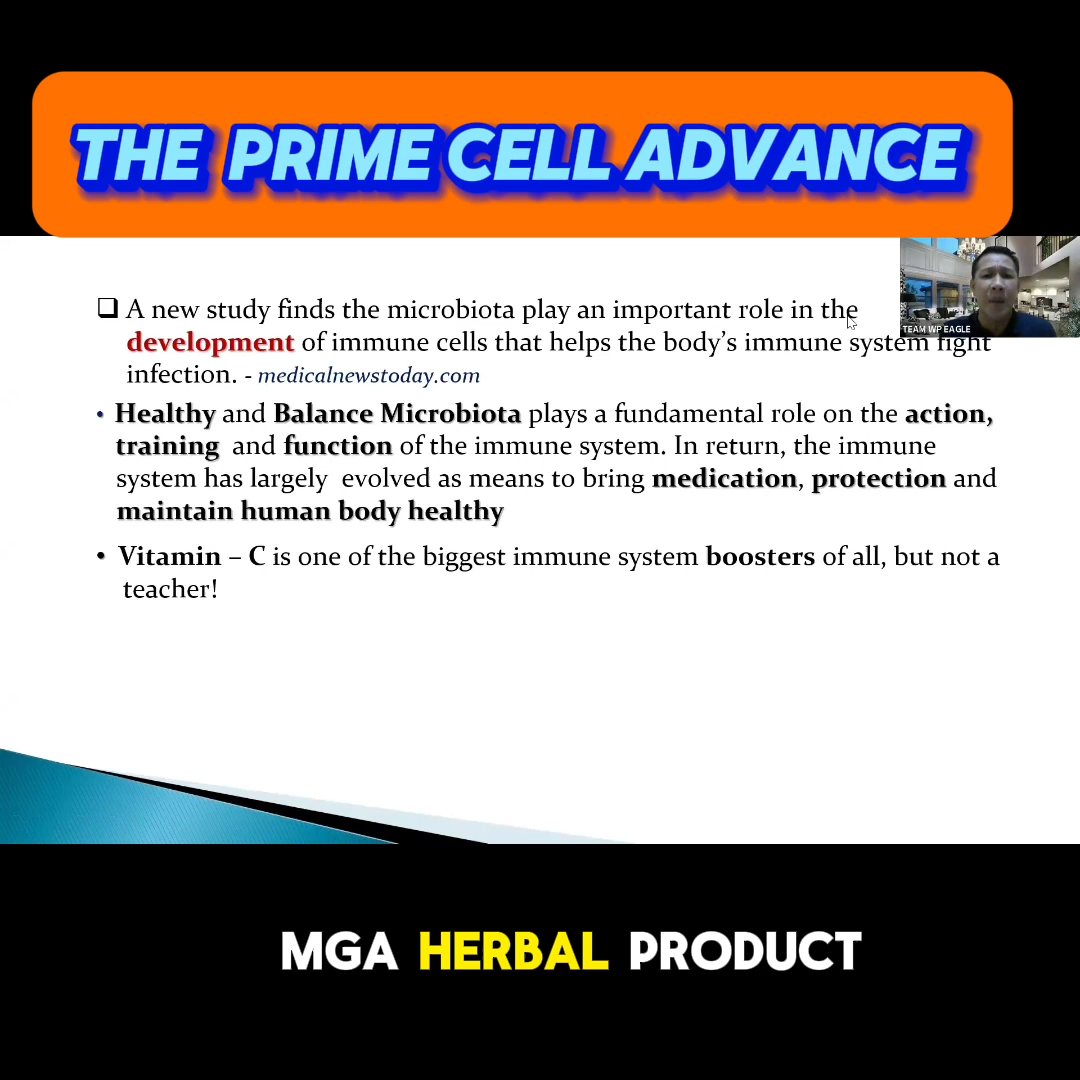 THE PRIME CELL ADVANCE
A new study finds the microbiota play an important role in the
development of immune cells that helps the body's immune system fight
infection. - medicalnewstoday.com
• Healthy and Balance Microbiota plays a fundamental role on the action,
training and function of the immune system. In return, the immune
system has largely evolved as means to bring medication, protection and
maintain human body healthy
• Vitamin – C is one of the biggest immune system boosters of all, but not a
teacher!
TEAM WP EAGLE
MGA HERBAL PRODUCT